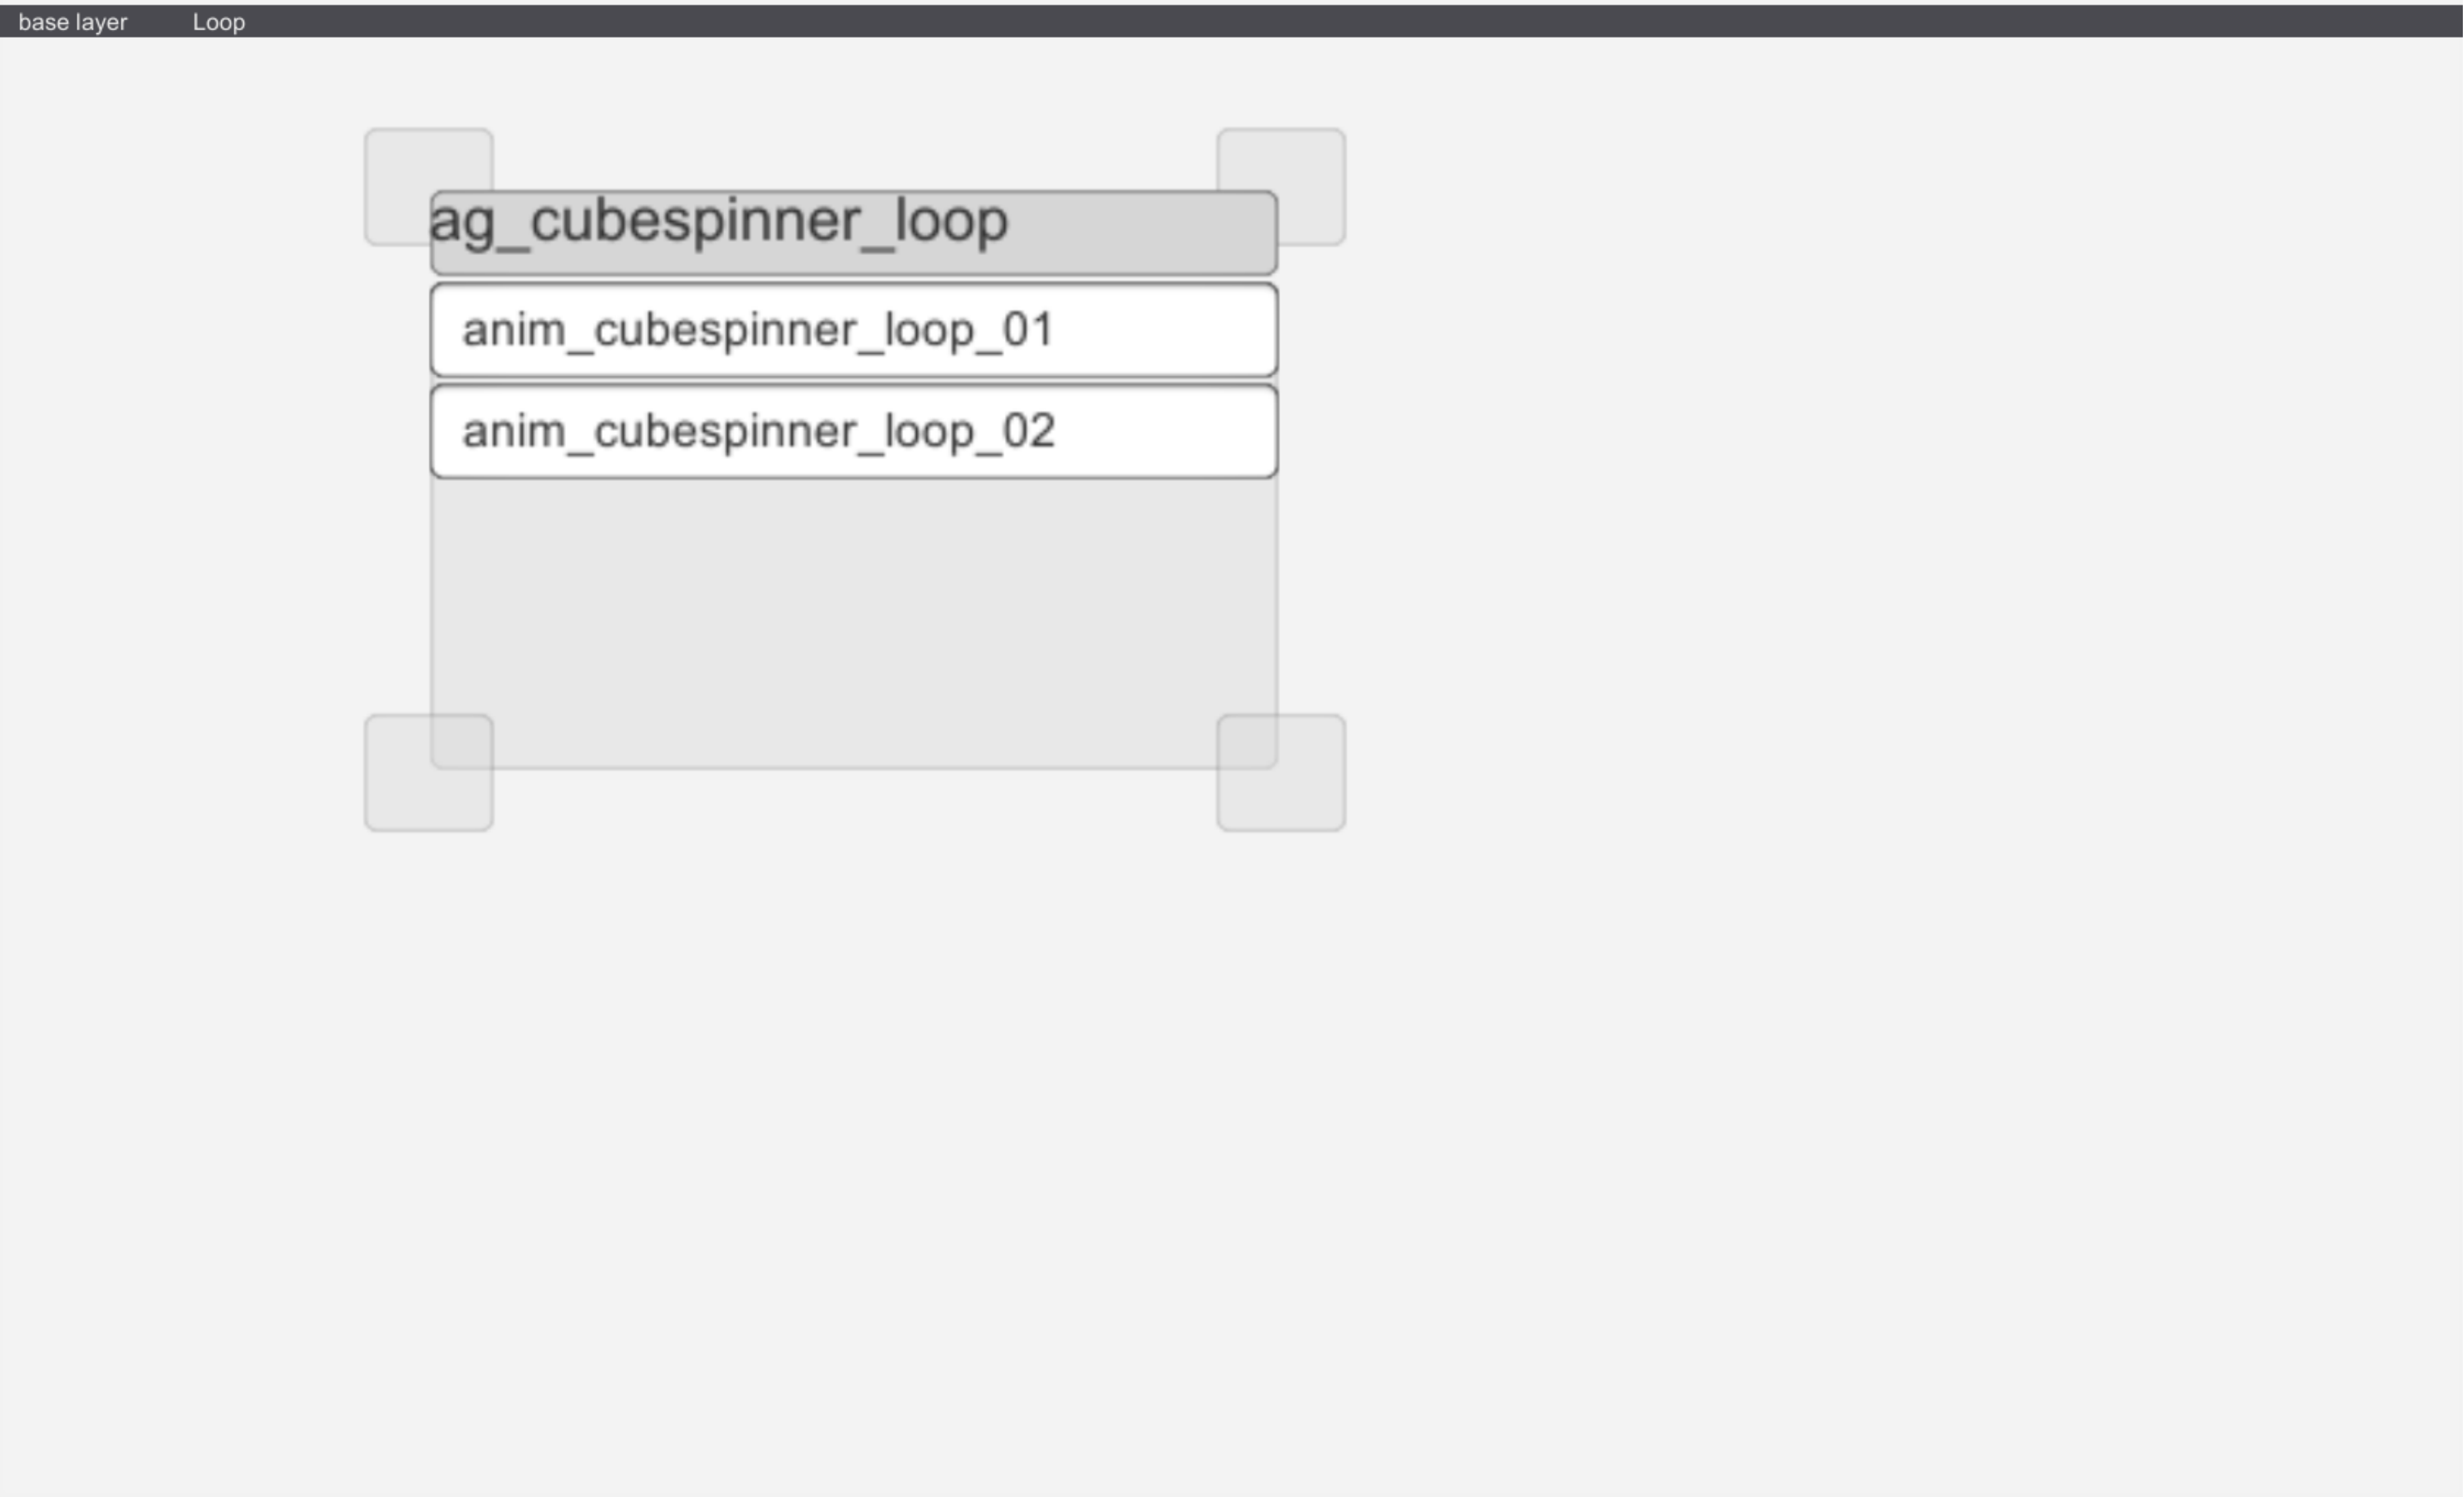 base layer Loop
ag_cubespinner_loop
anim_cubespinner_loop_01
anim_cubespinner_loop_02